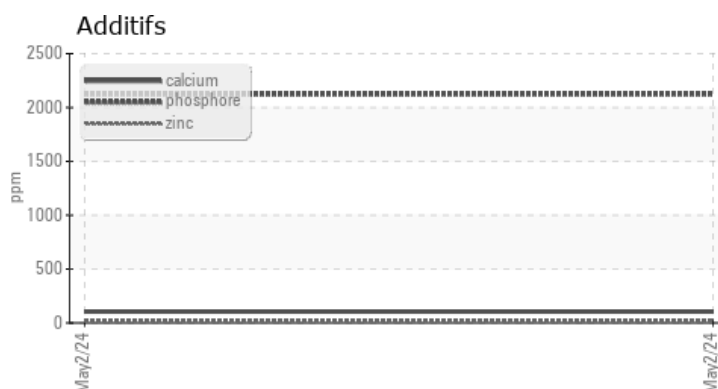 Additifs
2500
calcium
phosphore
zinc
2000
1500
1000
500
0
ppm
May2/24
May2/24